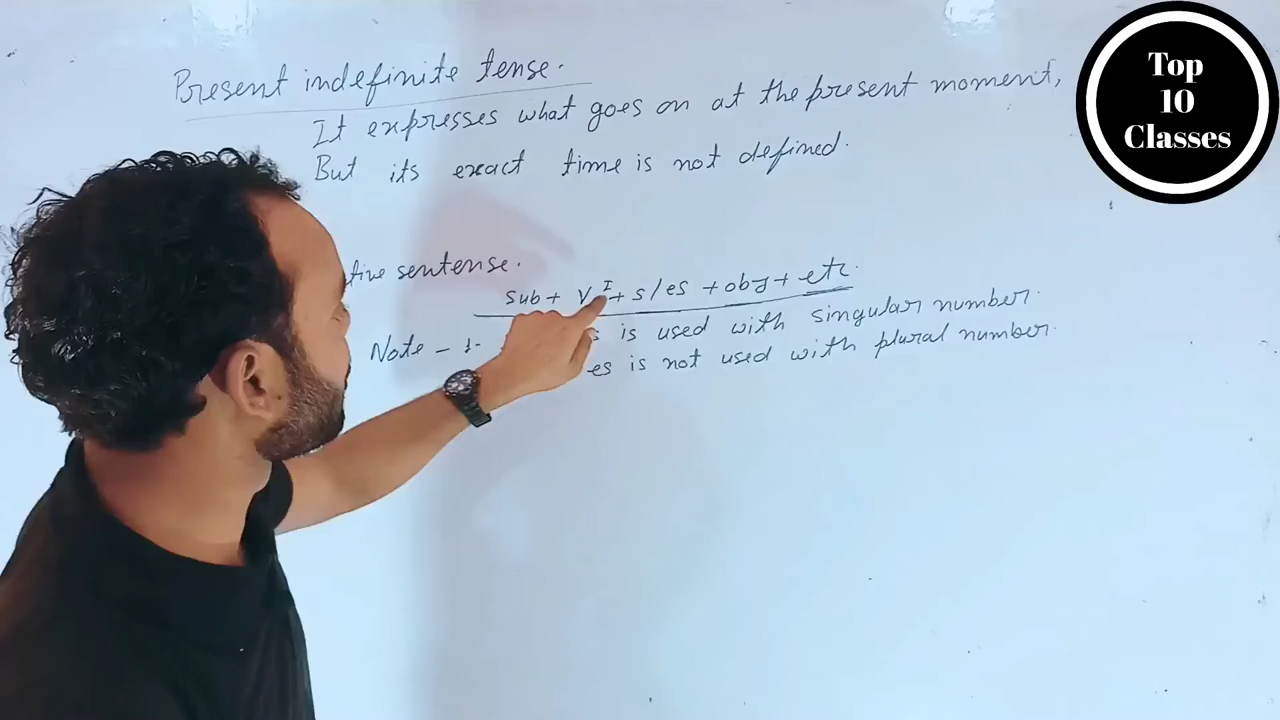 Present indefinite tense.
It expresses what goes on at the present moment,
But its exact time is not defined.
tive sentense.
sub + V I + s/es + obj + etc.
Note - 1- s is used with singular number.
es is not used with plural number.
Top
10
Classes